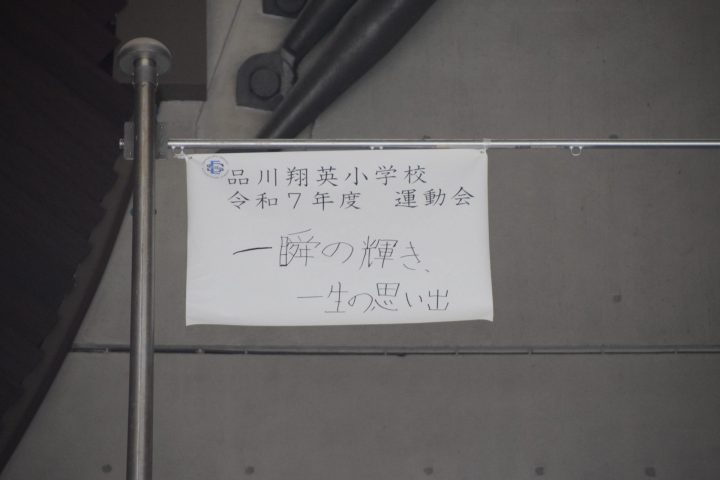 品川翔英小学校
令和7年度　運動会
一瞬の輝き、
一生の思い出